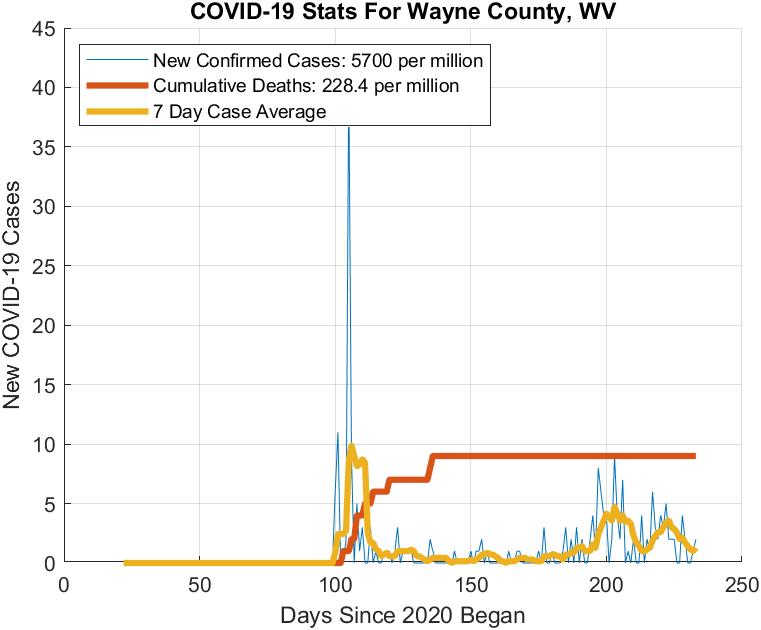 COVID-19 Stats For Wayne County, WV
45
40
35
30
25
20
15
10
5
0
New COVID-19 Cases
New Confirmed Cases: 5700 per million
Cumulative Deaths: 228.4 per million
7 Day Case Average
0 50 100 150 200 250
Days Since 2020 Began